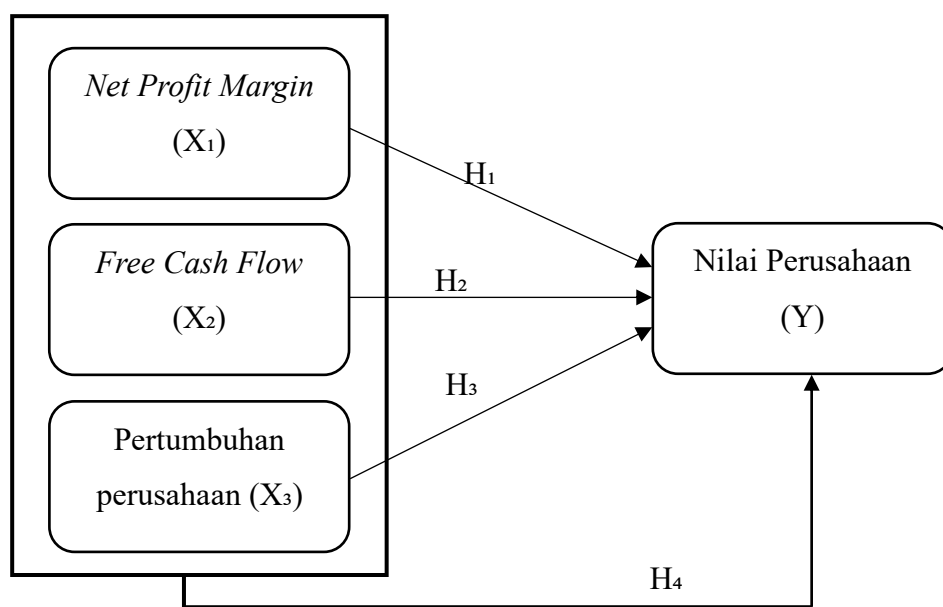 Net Profit Margin
(X₁)
H₁
Free Cash Flow
(X₂)
H₂
Nilai Perusahaan
(Y)
H₃
Pertumbuhan
perusahaan (X₃)
H₄